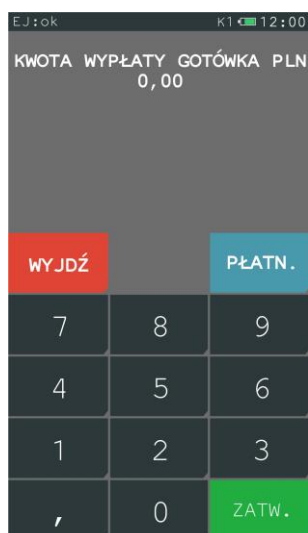 EJ:ok K1 12:00
KWOTA WYPŁATY GOTÓWKA PLN
0,00
WYJDŹ PŁATN.
7 8 9
4 5 6
1 2 3
, 0 ZATW.